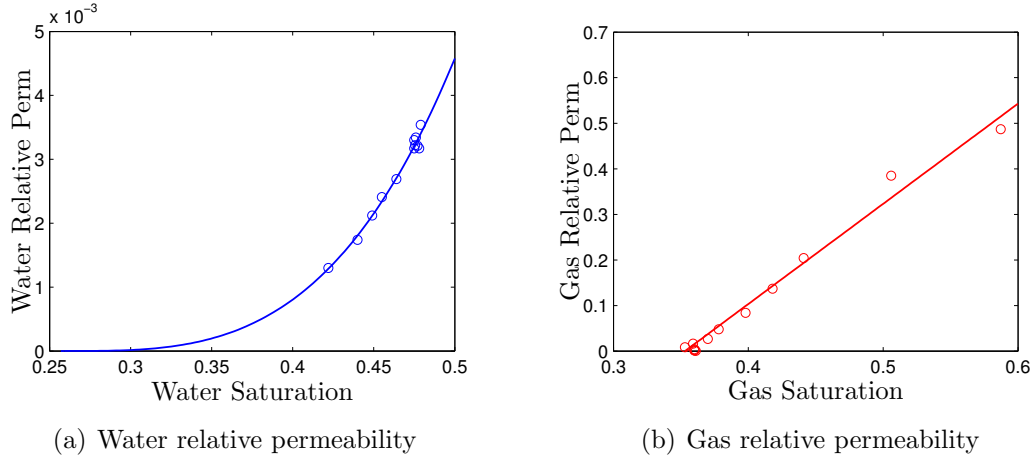 x 10⁻³
5
4
3
2
1
0
0.25 0.3 0.35 0.4 0.45 0.5
Water Relative Perm
Water Saturation
(a) Water relative permeability
0.7
0.6
0.5
0.4
0.3
0.2
0.1
0
0.3 0.4 0.5 0.6
Gas Relative Perm
Gas Saturation
(b) Gas relative permeability